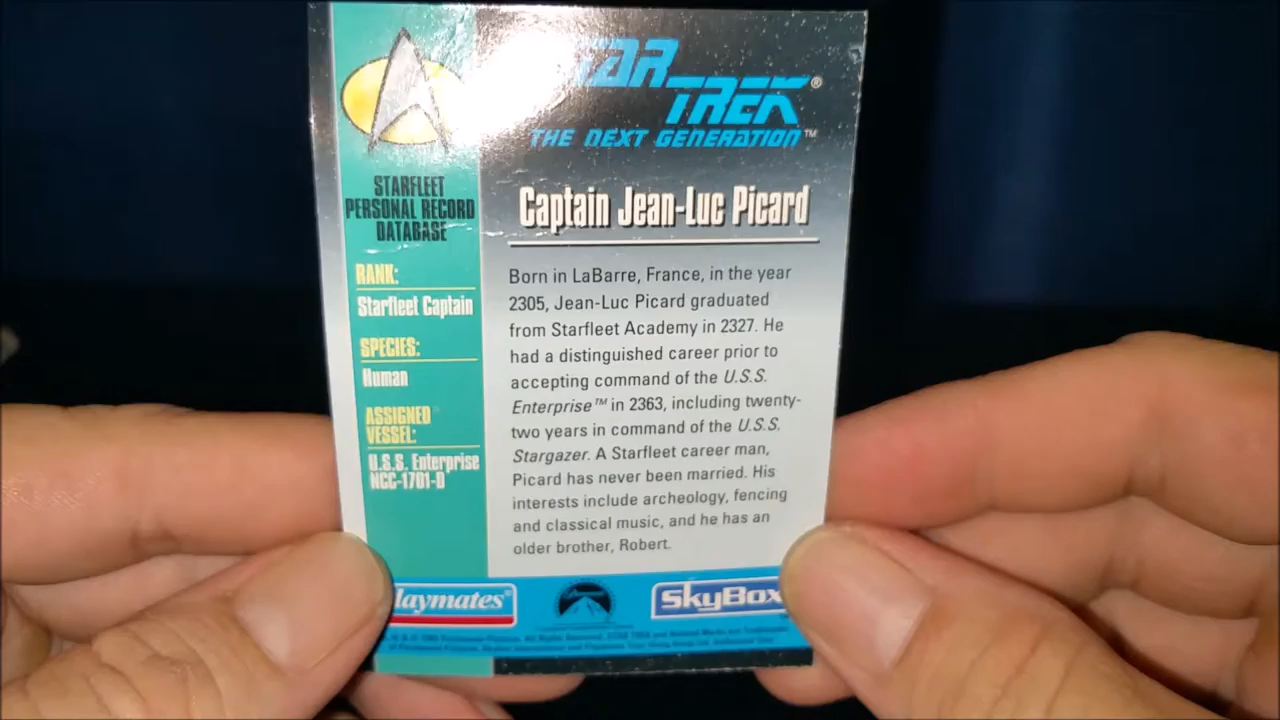 STAR
TREK®
THE NEXT GENERATION™
STARFLEET
PERSONAL RECORD
DATABASE
RANK:
Starfleet Captain
SPECIES:
Human
ASSIGNED
VESSEL:
U.S.S. Enterprise
NCC-1701-D
Captain Jean-Luc Picard
Born in LaBarre, France, in the year
2305, Jean-Luc Picard graduated
from Starfleet Academy in 2327. He
had a distinguished career prior to
accepting command of the U.S.S.
Enterprise™ in 2363, including twenty-
two years in command of the U.S.S.
Stargazer. A Starfleet career man,
Picard has never been married. His
interests include archeology, fencing
and classical music, and he has an
older brother, Robert.
laymates®
SkyBox